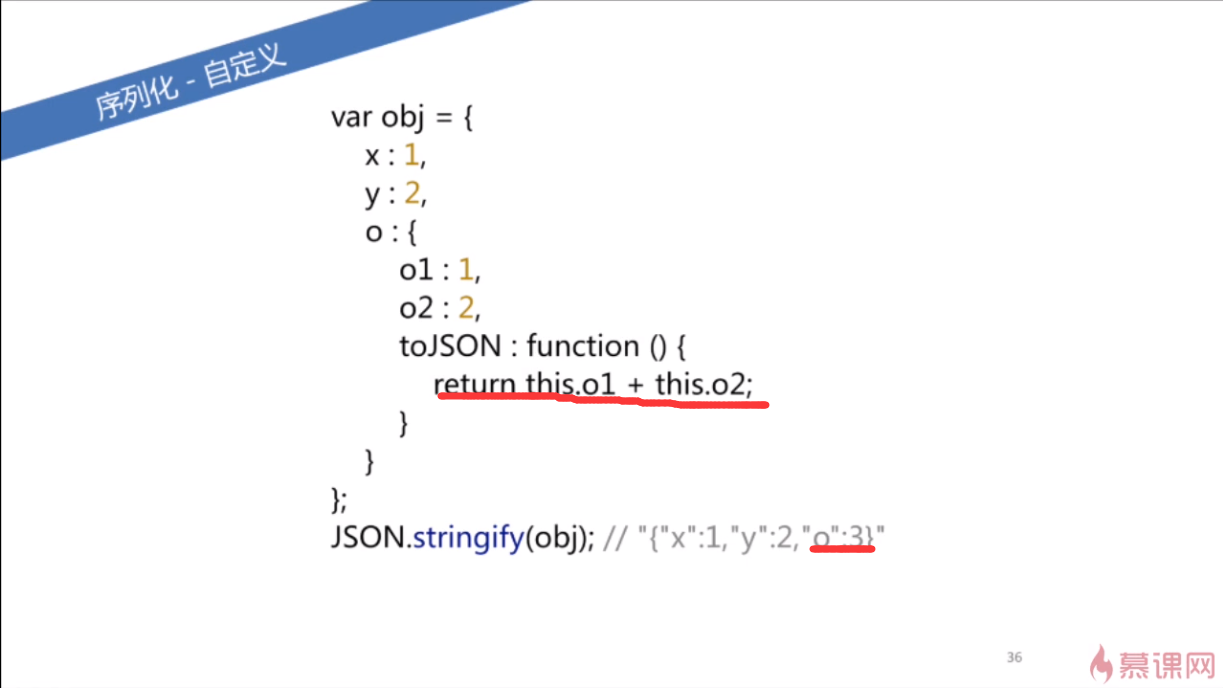 序列化 - 自定义
var obj = {
x : 1,
y : 2,
o : {
o1 : 1,
o2 : 2,
toJSON : function () {
return this.o1 + this.o2;
}
}
};
JSON.stringify(obj); // "{"x":1,"y":2,"o":3}"
36
慕课网